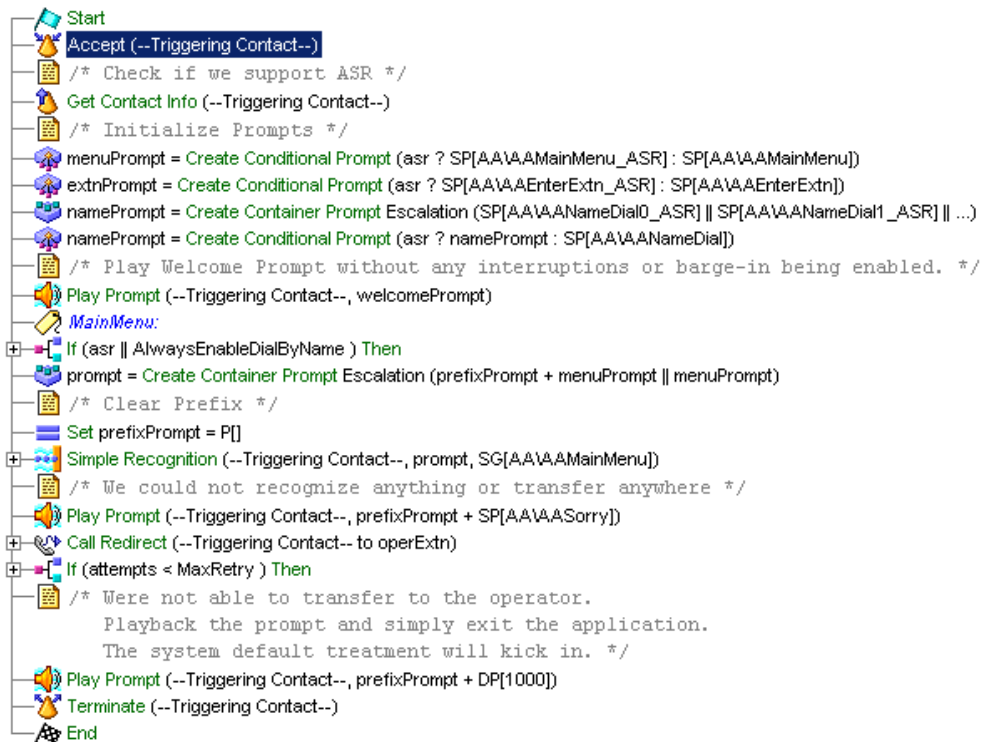 Start
Accept (--Triggering Contact--)
/* Check if we support ASR */
Get Contact Info (--Triggering Contact--)
/* Initialize Prompts */
menuPrompt = Create Conditional Prompt (asr ? SP[AA\AAMainMenu_ASR] : SP[AA\AAMainMenu])
extnPrompt = Create Conditional Prompt (asr ? SP[AA\AAEnterExtn_ASR] : SP[AA\AAEnterExtn])
namePrompt = Create Container Prompt Escalation (SP[AA\AANameDial0_ASR] || SP[AA\AANameDial1_ASR] || ...)
namePrompt = Create Conditional Prompt (asr ? namePrompt : SP[AA\AANameDial])
/* Play Welcome Prompt without any interruptions or barge-in being enabled. */
Play Prompt (--Triggering Contact--, welcomePrompt)
MainMenu:
If (asr || AlwaysEnableDialByName ) Then
prompt = Create Container Prompt Escalation (prefixPrompt + menuPrompt || menuPrompt)
/* Clear Prefix */
Set prefixPrompt = P[]
Simple Recognition (--Triggering Contact--, prompt, SG[AA\AAMainMenu])
/* We could not recognize anything or transfer anywhere */
Play Prompt (--Triggering Contact--, prefixPrompt + SP[AA\AASorry])
Call Redirect (--Triggering Contact-- to operExtn)
If (attempts < MaxRetry ) Then
/* Were not able to transfer to the operator.
Playback the prompt and simply exit the application.
The system default treatment will kick in. */
Play Prompt (--Triggering Contact--, prefixPrompt + DP[1000])
Terminate (--Triggering Contact--)
End